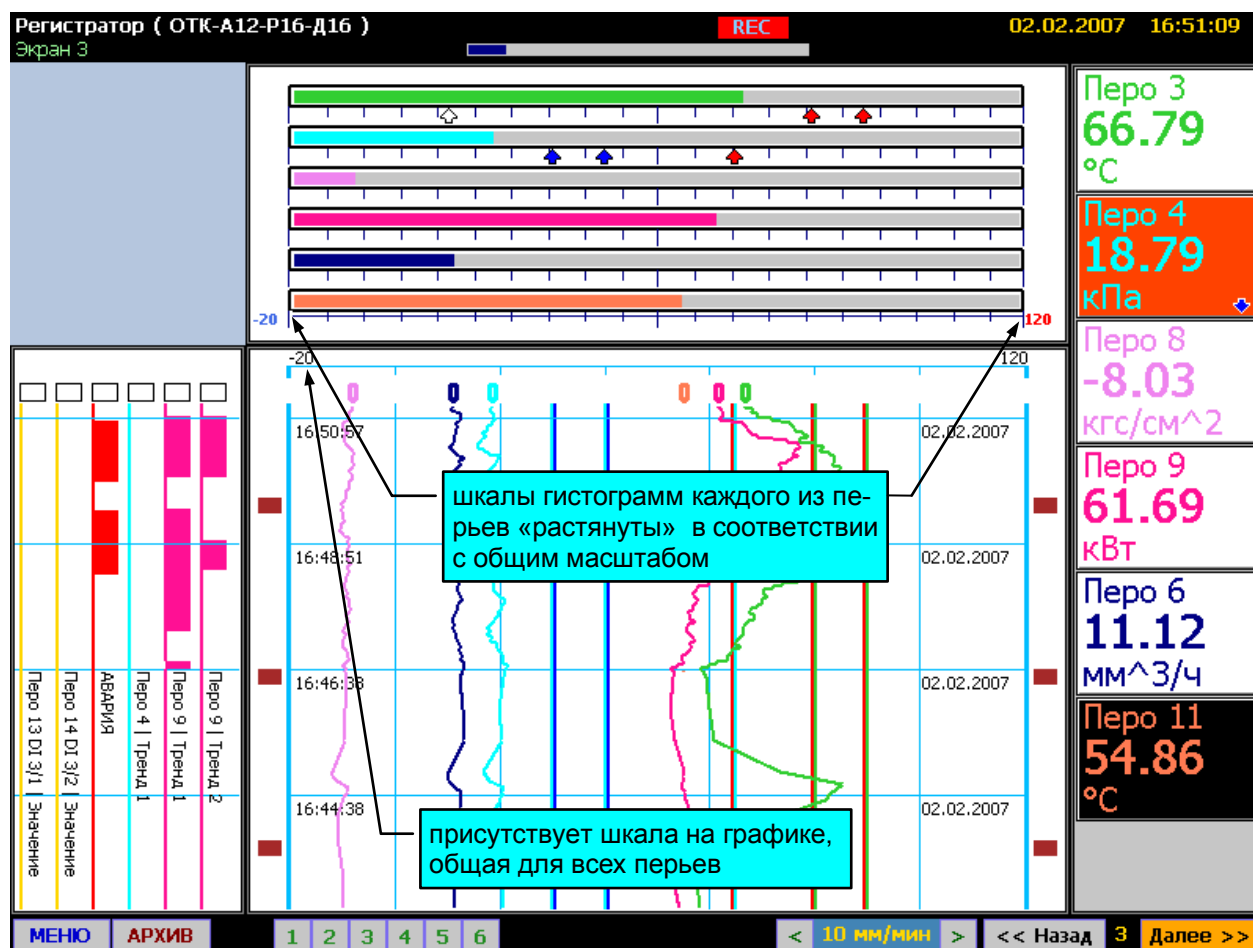 Регистратор ( ОТК-А12-Р16-Д16 )
REC
02.02.2007 16:51:09
Экран 3
-20
120
Перо 3
66.79
°C
Перо 4
18.79
кПа
Перо 8
-8.03
кгс/см^2
Перо 9
61.69
кВт
Перо 6
11.12
мм^3/ч
Перо 11
54.86
°C
-20
120
16:50:57
02.02.2007
шкалы гистограмм каждого из пе-
рьев «растянуты» в соответствии
с общим масштабом
16:48:51
02.02.2007
16:46:38
02.02.2007
16:44:38
02.02.2007
присутствует шкала на графике,
общая для всех перьев
Перо 13 DI 3/1 | Значение
Перо 14 DI 3/2 | Значение
АВАРИЯ
Перо 4 | Тренд 1
Перо 9 | Тренд 1
Перо 9 | Тренд 2
МЕНЮ
АРХИВ
1 2 3 4 5 6
< 10 мм/мин >
<< Назад
3
Далее >>